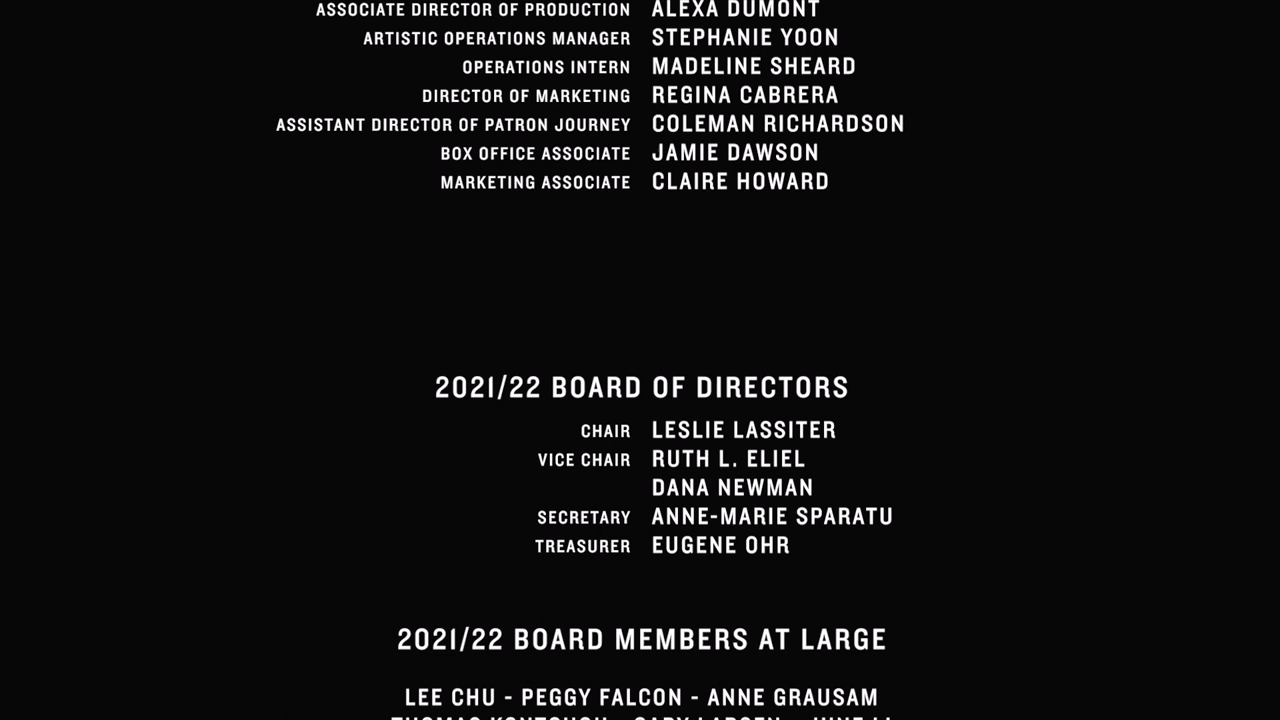 ASSOCIATE DIRECTOR OF PRODUCTION ALEXA DUMONT
ARTISTIC OPERATIONS MANAGER STEPHANIE YOON
OPERATIONS INTERN MADELINE SHEARD
DIRECTOR OF MARKETING REGINA CABRERA
ASSISTANT DIRECTOR OF PATRON JOURNEY COLEMAN RICHARDSON
BOX OFFICE ASSOCIATE JAMIE DAWSON
MARKETING ASSOCIATE CLAIRE HOWARD
2021/22 BOARD OF DIRECTORS
CHAIR LESLIE LASSITER
VICE CHAIR RUTH L. ELIEL
DANA NEWMAN
SECRETARY ANNE-MARIE SPARATU
TREASURER EUGENE OHR
2021/22 BOARD MEMBERS AT LARGE
LEE CHU - PEGGY FALCON - ANNE GRAUSAM